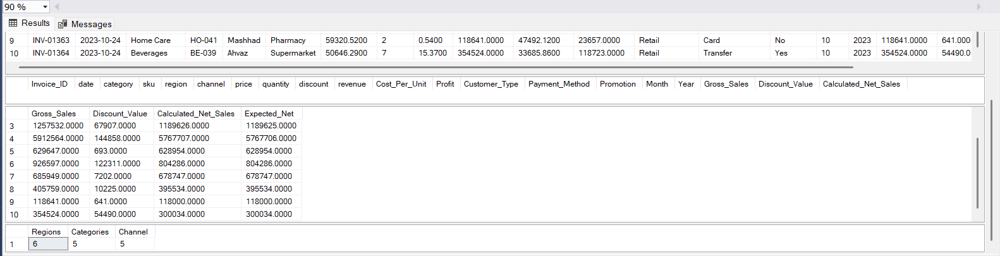 90 %
Results Messages
9 INV-01363 2023-10-24 Home Care HO-041 Mashhad Pharmacy 59320.5200 2 0.5400 118641.0000 47492.1200 23657.0000 Retail Card No 10 2023 118641.0000 641.000
10 INV-01364 2023-10-24 Beverages BE-039 Ahvaz Supermarket 50646.2900 7 15.3700 354524.0000 33685.8600 118723.0000 Retail Transfer Yes 10 2023 354524.0000 54490.0
Invoice_ID date category sku region channel price quantity discount revenue Cost_Per_Unit Profit Customer_Type Payment_Method Promotion Month Year Gross_Sales Discount_Value Calculated_Net_Sales
Gross_Sales Discount_Value Calculated_Net_Sales Expected_Net
3 1257532.0000 67907.0000 1189626.0000 1189625.0000
4 5912564.0000 144858.0000 5767707.0000 5767706.0000
5 629647.0000 693.0000 628954.0000 628954.0000
6 926597.0000 122311.0000 804286.0000 804286.0000
7 685949.0000 7202.0000 678747.0000 678747.0000
8 405759.0000 10225.0000 395534.0000 395534.0000
9 118641.0000 641.0000 118000.0000 118000.0000
10 354524.0000 54490.0000 300034.0000 300034.0000
Regions Categories Channel
1 6 5 5